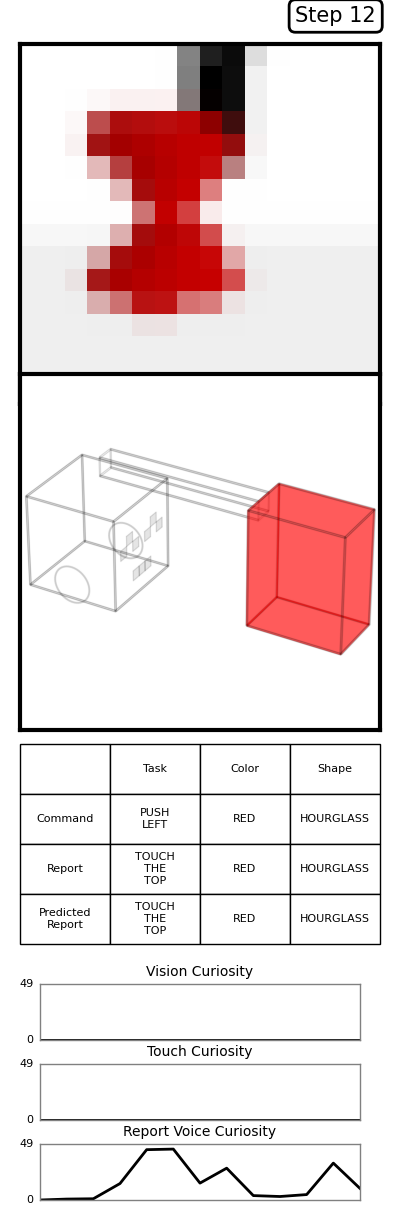 Step 12
Task Color Shape
Command PUSH LEFT RED HOURGLASS
Report TOUCH THE TOP RED HOURGLASS
Predicted Report TOUCH THE TOP RED HOURGLASS
Vision Curiosity
49
0
Touch Curiosity
49
0
Report Voice Curiosity
49
0